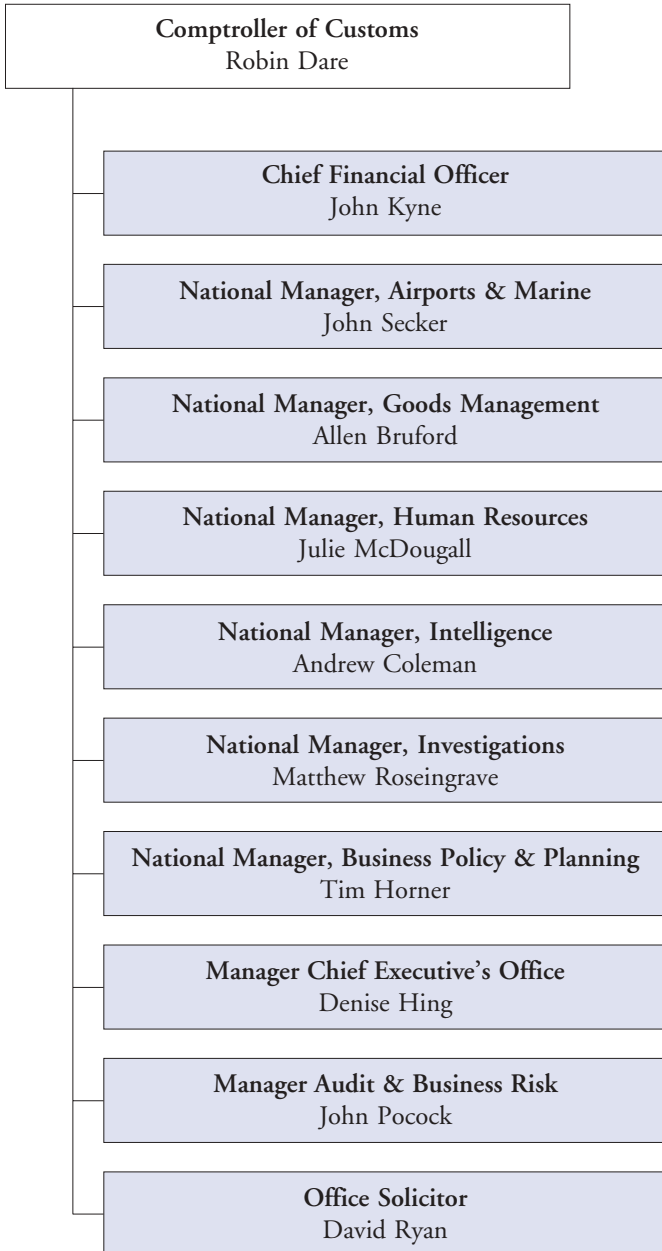 Comptroller of Customs
Robin Dare
Chief Financial Officer
John Kyne
National Manager, Airports & Marine
John Secker
National Manager, Goods Management
Allen Bruford
National Manager, Human Resources
Julie McDougall
National Manager, Intelligence
Andrew Coleman
National Manager, Investigations
Matthew Roseingrave
National Manager, Business Policy & Planning
Tim Horner
Manager Chief Executive’s Office
Denise Hing
Manager Audit & Business Risk
John Pocock
Office Solicitor
David Ryan